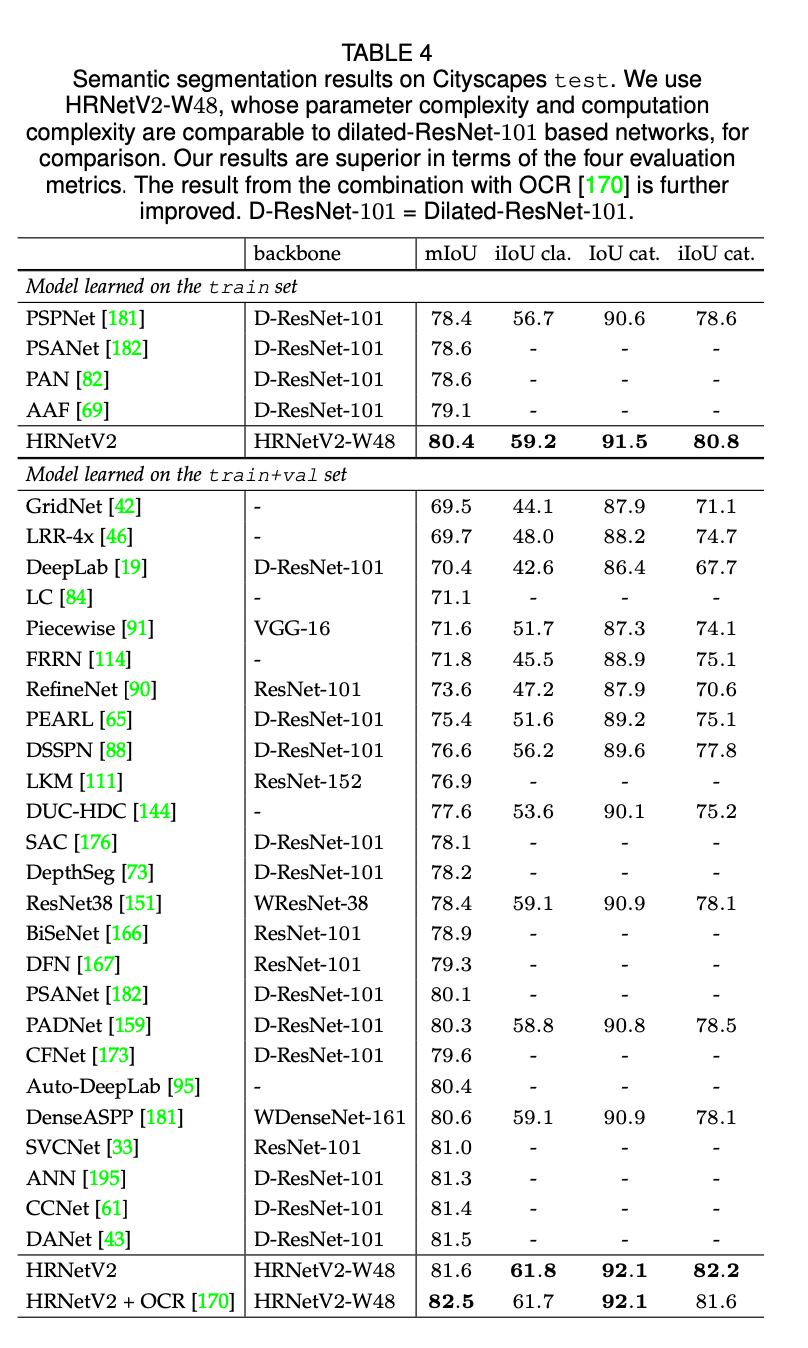 TABLE 4
Semantic segmentation results on Cityscapes test. We use
HRNetV2-W48, whose parameter complexity and computation
complexity are comparable to dilated-ResNet-101 based networks, for
comparison. Our results are superior in terms of the four evaluation
metrics. The result from the combination with OCR [170] is further
improved. D-ResNet-101 = Dilated-ResNet-101.
backbone mIoU iIoU cla. IoU cat. iIoU cat.
Model learned on the train set
PSPNet [181] D-ResNet-101 78.4 56.7 90.6 78.6
PSANet [182] D-ResNet-101 78.6 - - -
PAN [82] D-ResNet-101 78.6 - - -
AAF [69] D-ResNet-101 79.1 - - -
HRNetV2 HRNetV2-W48 80.4 59.2 91.5 80.8
Model learned on the train+val set
GridNet [42] - 69.5 44.1 87.9 71.1
LRR-4x [46] - 69.7 48.0 88.2 74.7
DeepLab [19] D-ResNet-101 70.4 42.6 86.4 67.7
LC [84] - 71.1 - - -
Piecewise [91] VGG-16 71.6 51.7 87.3 74.1
FRRN [114] - 71.8 45.5 88.9 75.1
RefineNet [90] ResNet-101 73.6 47.2 87.9 70.6
PEARL [65] D-ResNet-101 75.4 51.6 89.2 75.1
DSSPN [88] D-ResNet-101 76.6 56.2 89.6 77.8
LKM [111] ResNet-152 76.9 - - -
DUC-HDC [144] - 77.6 53.6 90.1 75.2
SAC [176] D-ResNet-101 78.1 - - -
DepthSeg [73] D-ResNet-101 78.2 - - -
ResNet38 [151] WResNet-38 78.4 59.1 90.9 78.1
BiSeNet [166] ResNet-101 78.9 - - -
DFN [167] ResNet-101 79.3 - - -
PSANet [182] D-ResNet-101 80.1 - - -
PADNet [159] D-ResNet-101 80.3 58.8 90.8 78.5
CFNet [173] D-ResNet-101 79.6 - - -
Auto-DeepLab [95] - 80.4 - - -
DenseASPP [181] WDenseNet-161 80.6 59.1 90.9 78.1
SVCNet [33] ResNet-101 81.0 - - -
ANN [195] D-ResNet-101 81.3 - - -
CCNet [61] D-ResNet-101 81.4 - - -
DANet [43] D-ResNet-101 81.5 - - -
HRNetV2 HRNetV2-W48 81.6 61.8 92.1 82.2
HRNetV2 + OCR [170] HRNetV2-W48 82.5 61.7 92.1 81.6